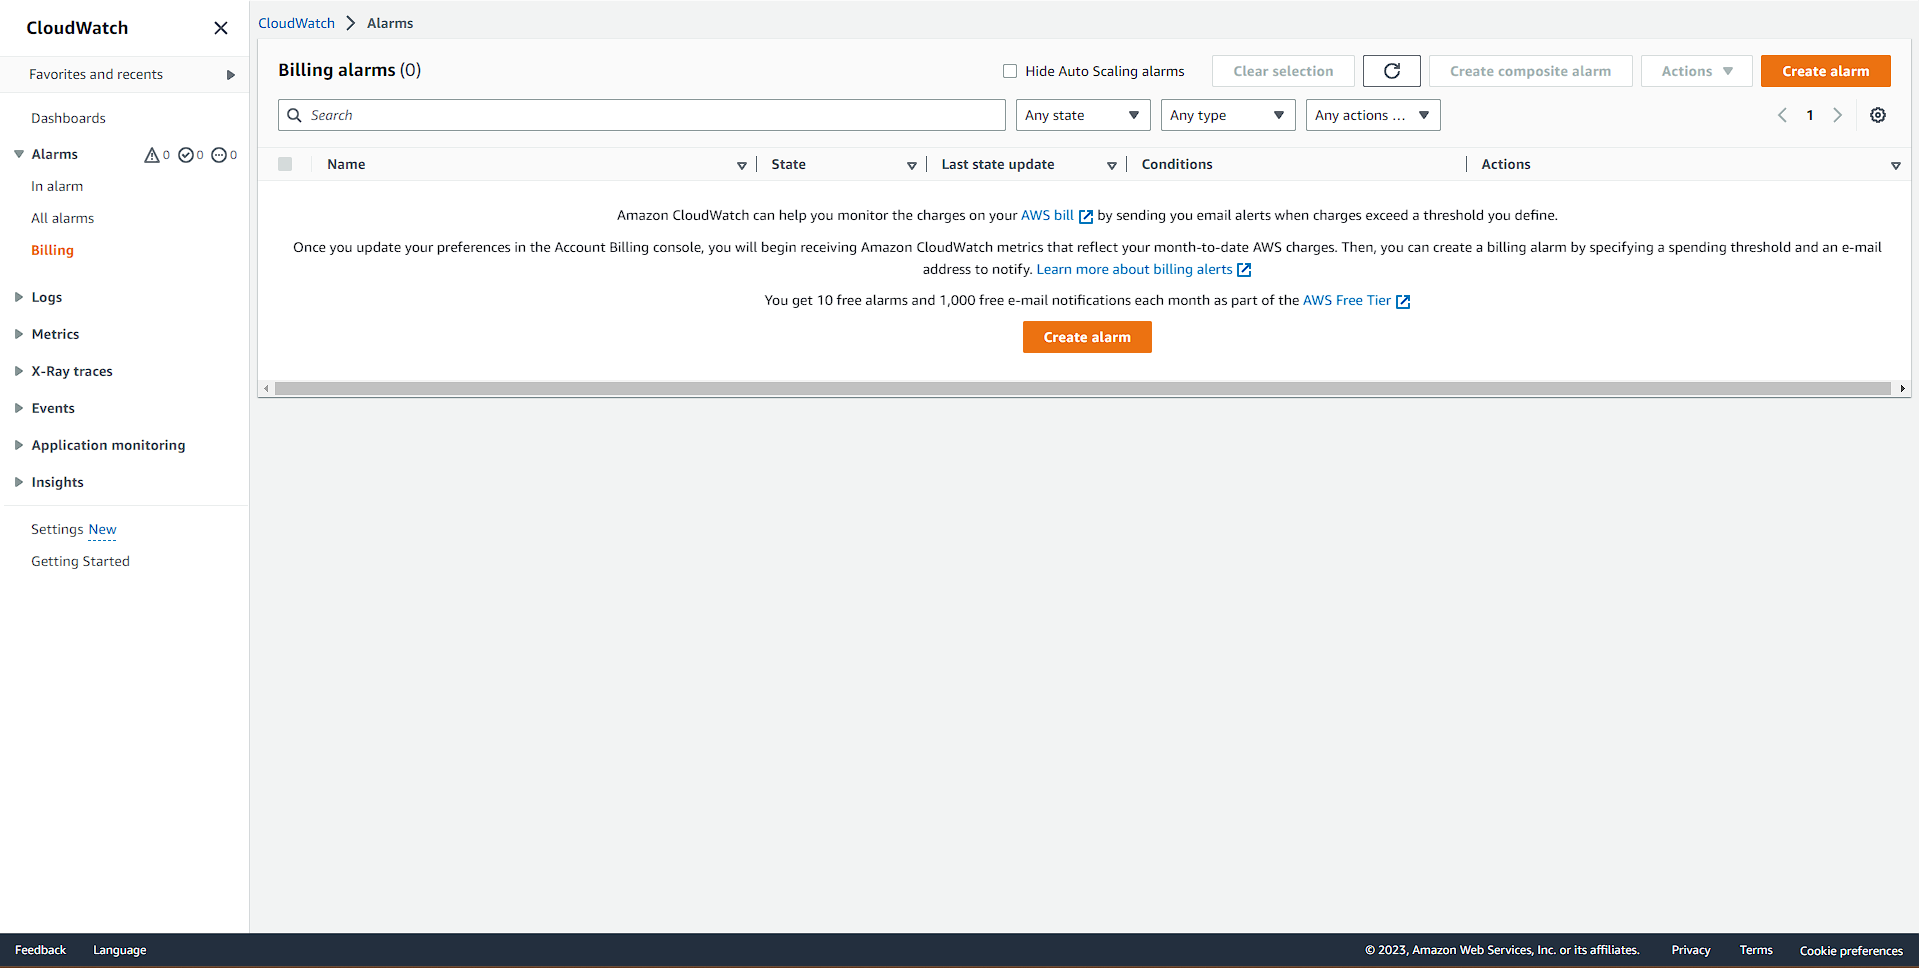 CloudWatch
Favorites and recents
Dashboards
Alarms 0 0 0
In alarm
All alarms
Billing
Logs
Metrics
X-Ray traces
Events
Application monitoring
Insights
Settings New
Getting Started
CloudWatch Alarms
Billing alarms (0)
Hide Auto Scaling alarms
Clear selection
Create composite alarm
Actions
Create alarm
Search
Any state
Any type
Any actions ...
1
Name State Last state update Conditions Actions
Amazon CloudWatch can help you monitor the charges on your AWS bill by sending you email alerts when charges exceed a threshold you define.
Once you update your preferences in the Account Billing console, you will begin receiving Amazon CloudWatch metrics that reflect your month-to-date AWS charges. Then, you can create a billing alarm by specifying a spending threshold and an e-mail
address to notify. Learn more about billing alerts
You get 10 free alarms and 1,000 free e-mail notifications each month as part of the AWS Free Tier
Create alarm
Feedback Language © 2023, Amazon Web Services, Inc. or its affiliates. Privacy Terms Cookie preferences